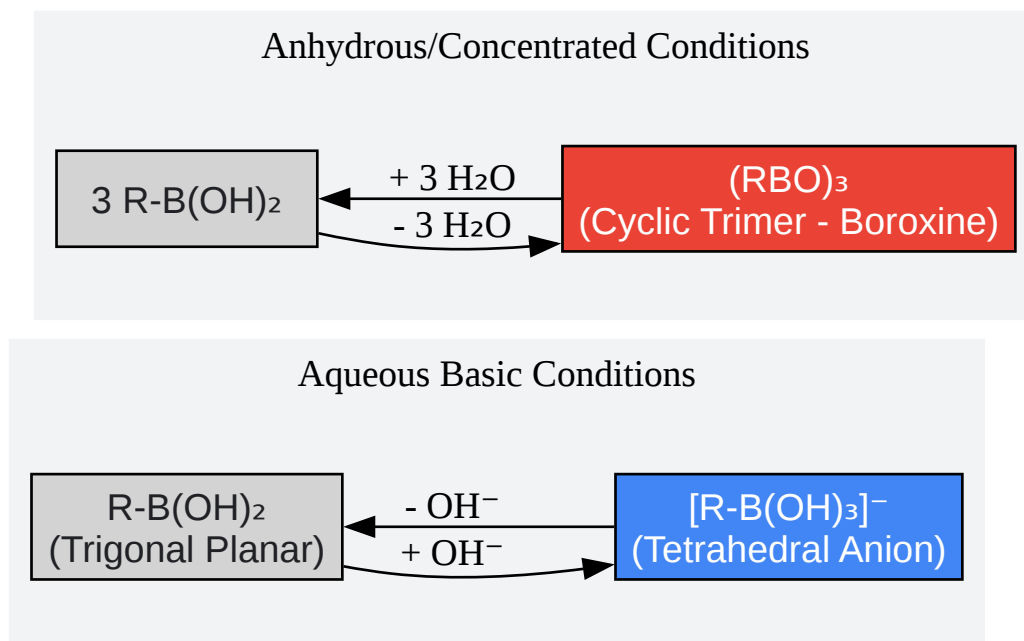 Anhydrous/Concentrated Conditions
3 R-B(OH)₂
+ 3 H₂O
- 3 H₂O
(RBO)₃
(Cyclic Trimer - Boroxine)
Aqueous Basic Conditions
R-B(OH)₂
(Trigonal Planar)
- OH⁻
+ OH⁻
[R-B(OH)₃]⁻
(Tetrahedral Anion)